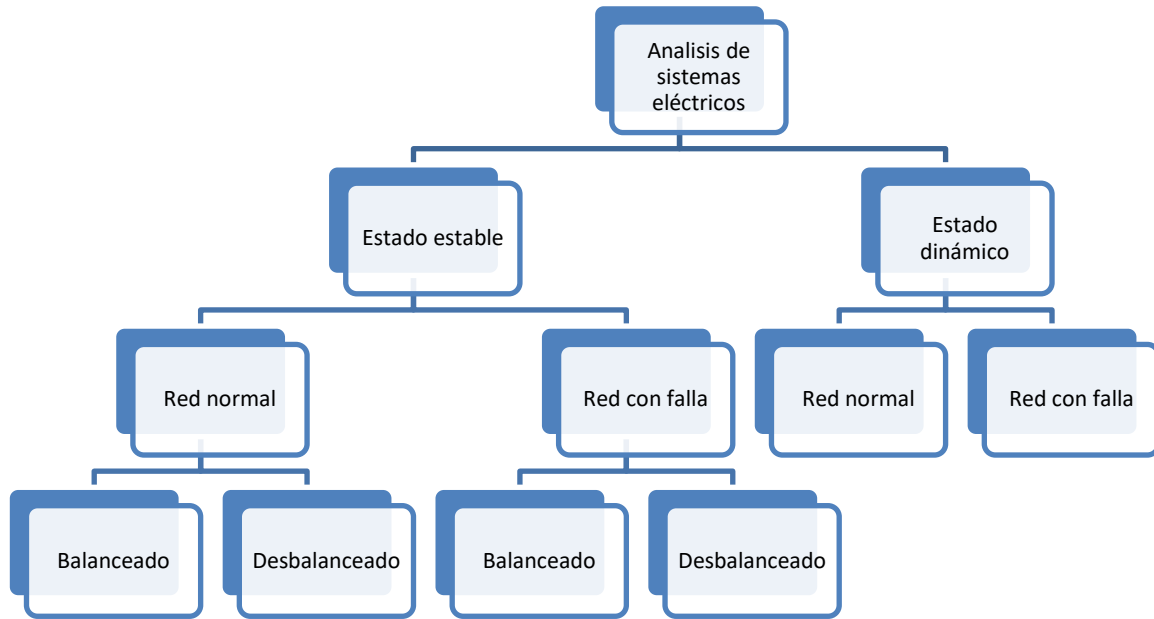 Analisis de
sistemas
eléctricos
Estado estable
Estado
dinámico
Red normal
Red con falla
Red normal
Red con falla
Balanceado
Desbalanceado
Balanceado
Desbalanceado